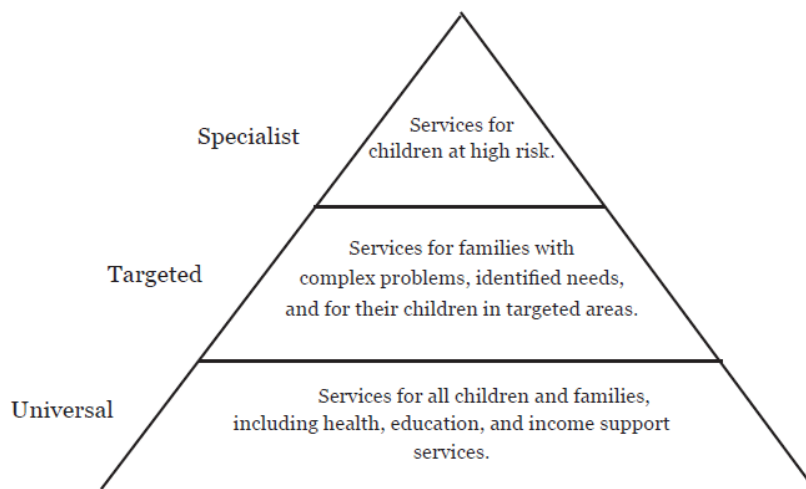 Specialist
Services for
children at high risk.
Targeted
Services for families with
complex problems, identified needs,
and for their children in targeted areas.
Universal
Services for all children and families,
including health, education, and income support
services.